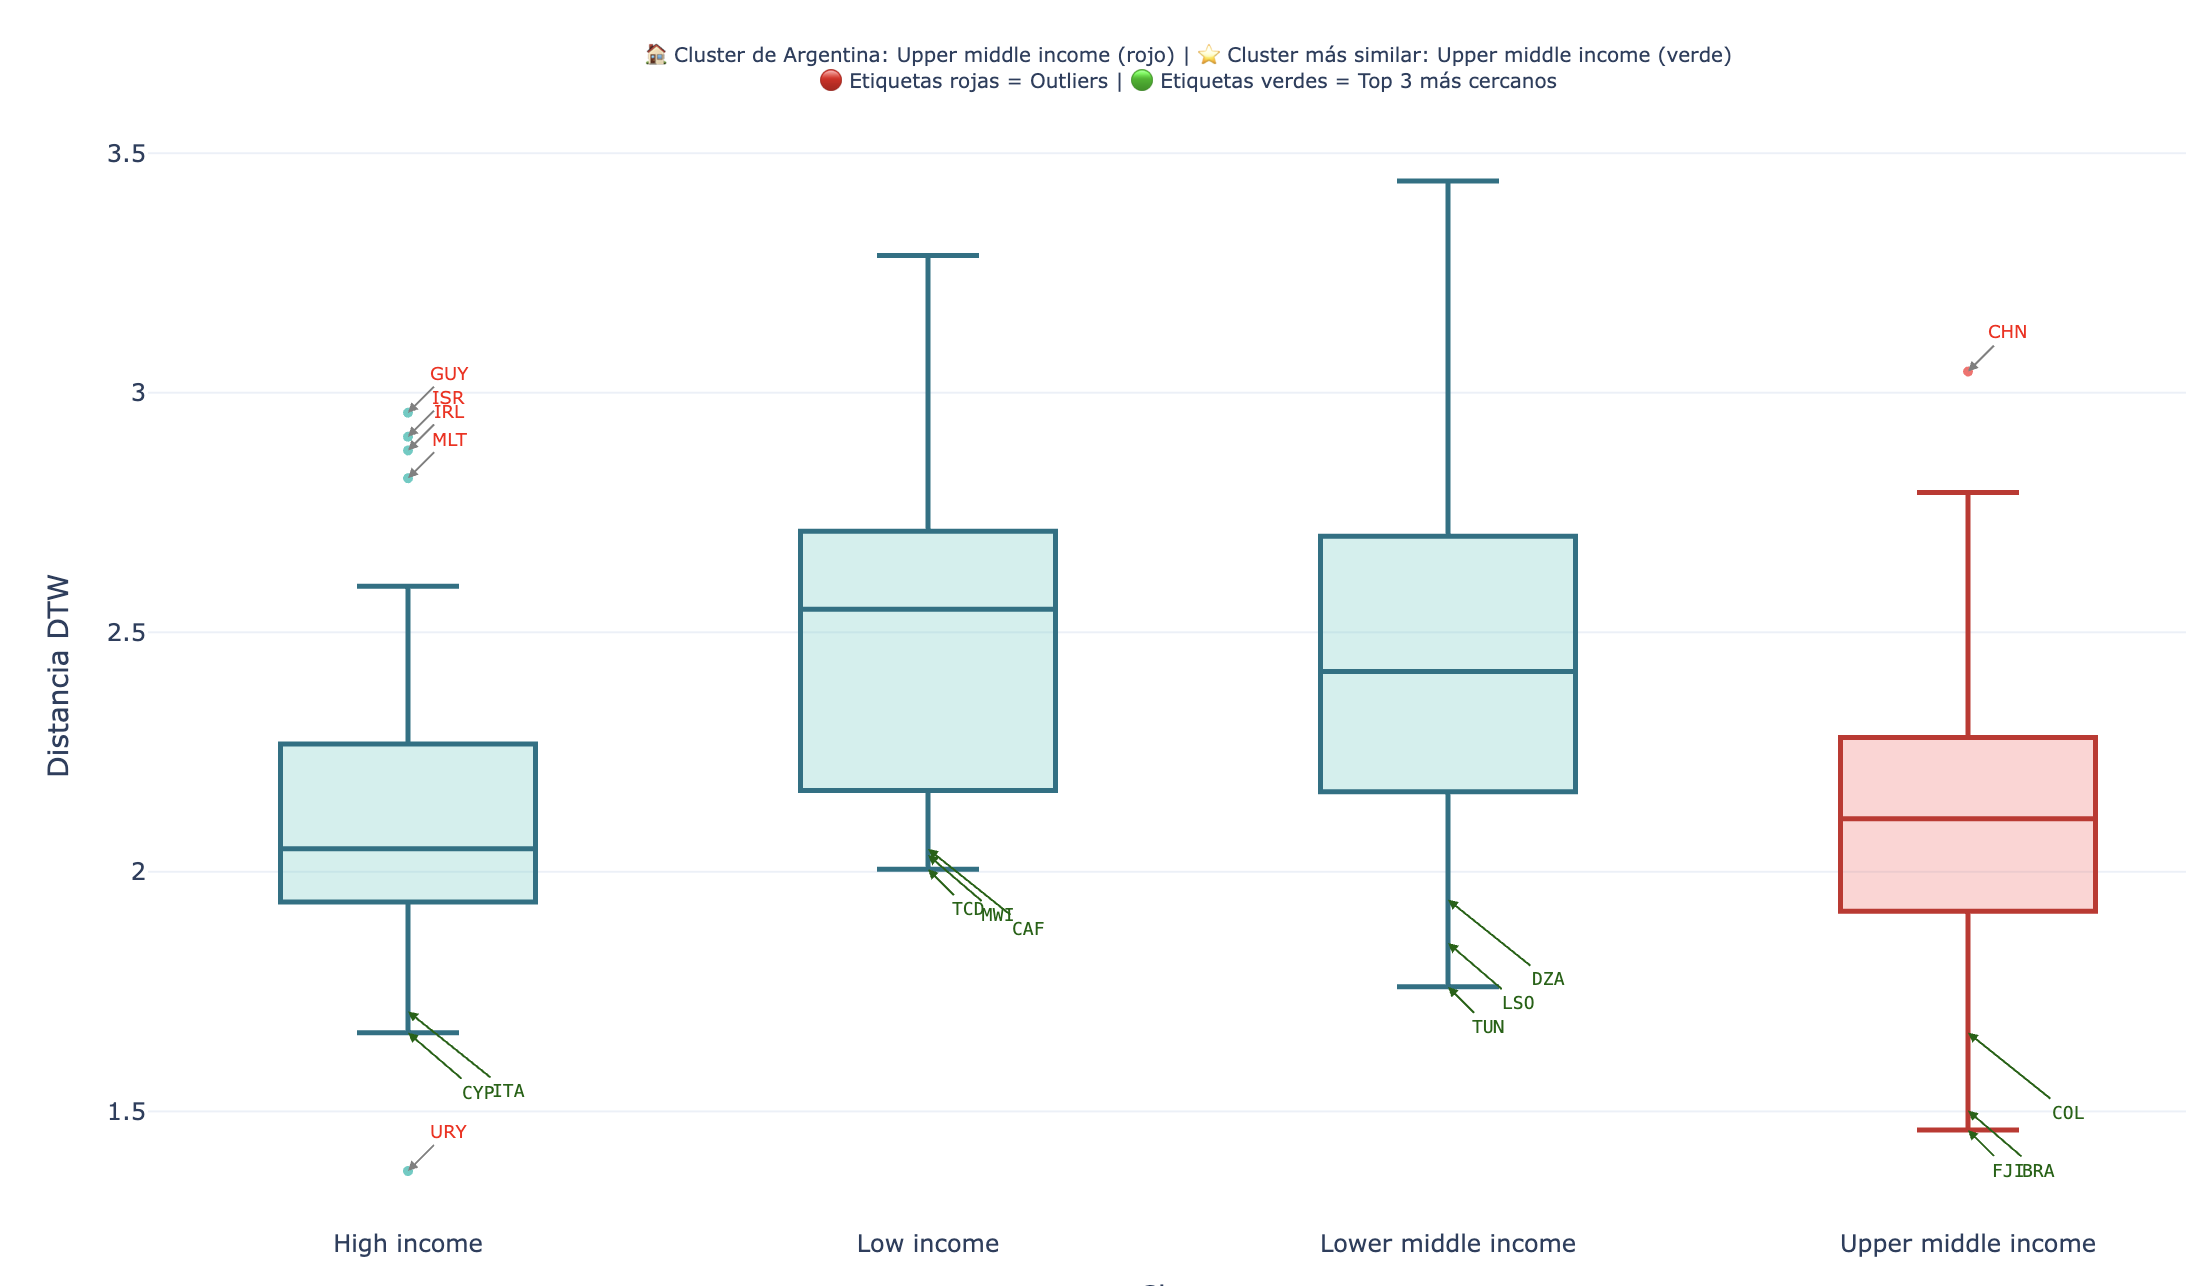 🏠 Cluster de Argentina: Upper middle income (rojo) | ⭐ Cluster más similar: Upper middle income (verde)
🔴 Etiquetas rojas = Outliers | 🟢 Etiquetas verdes = Top 3 más cercanos
Distancia DTW
3.5
3
2.5
2
1.5
GUY
ISR
IRL
MLT
CYP
ITA
URY
TCD
MWI
CAF
DZA
LSO
TUN
CHN
COL
FJI
BRA
High income
Low income
Lower middle income
Upper middle income